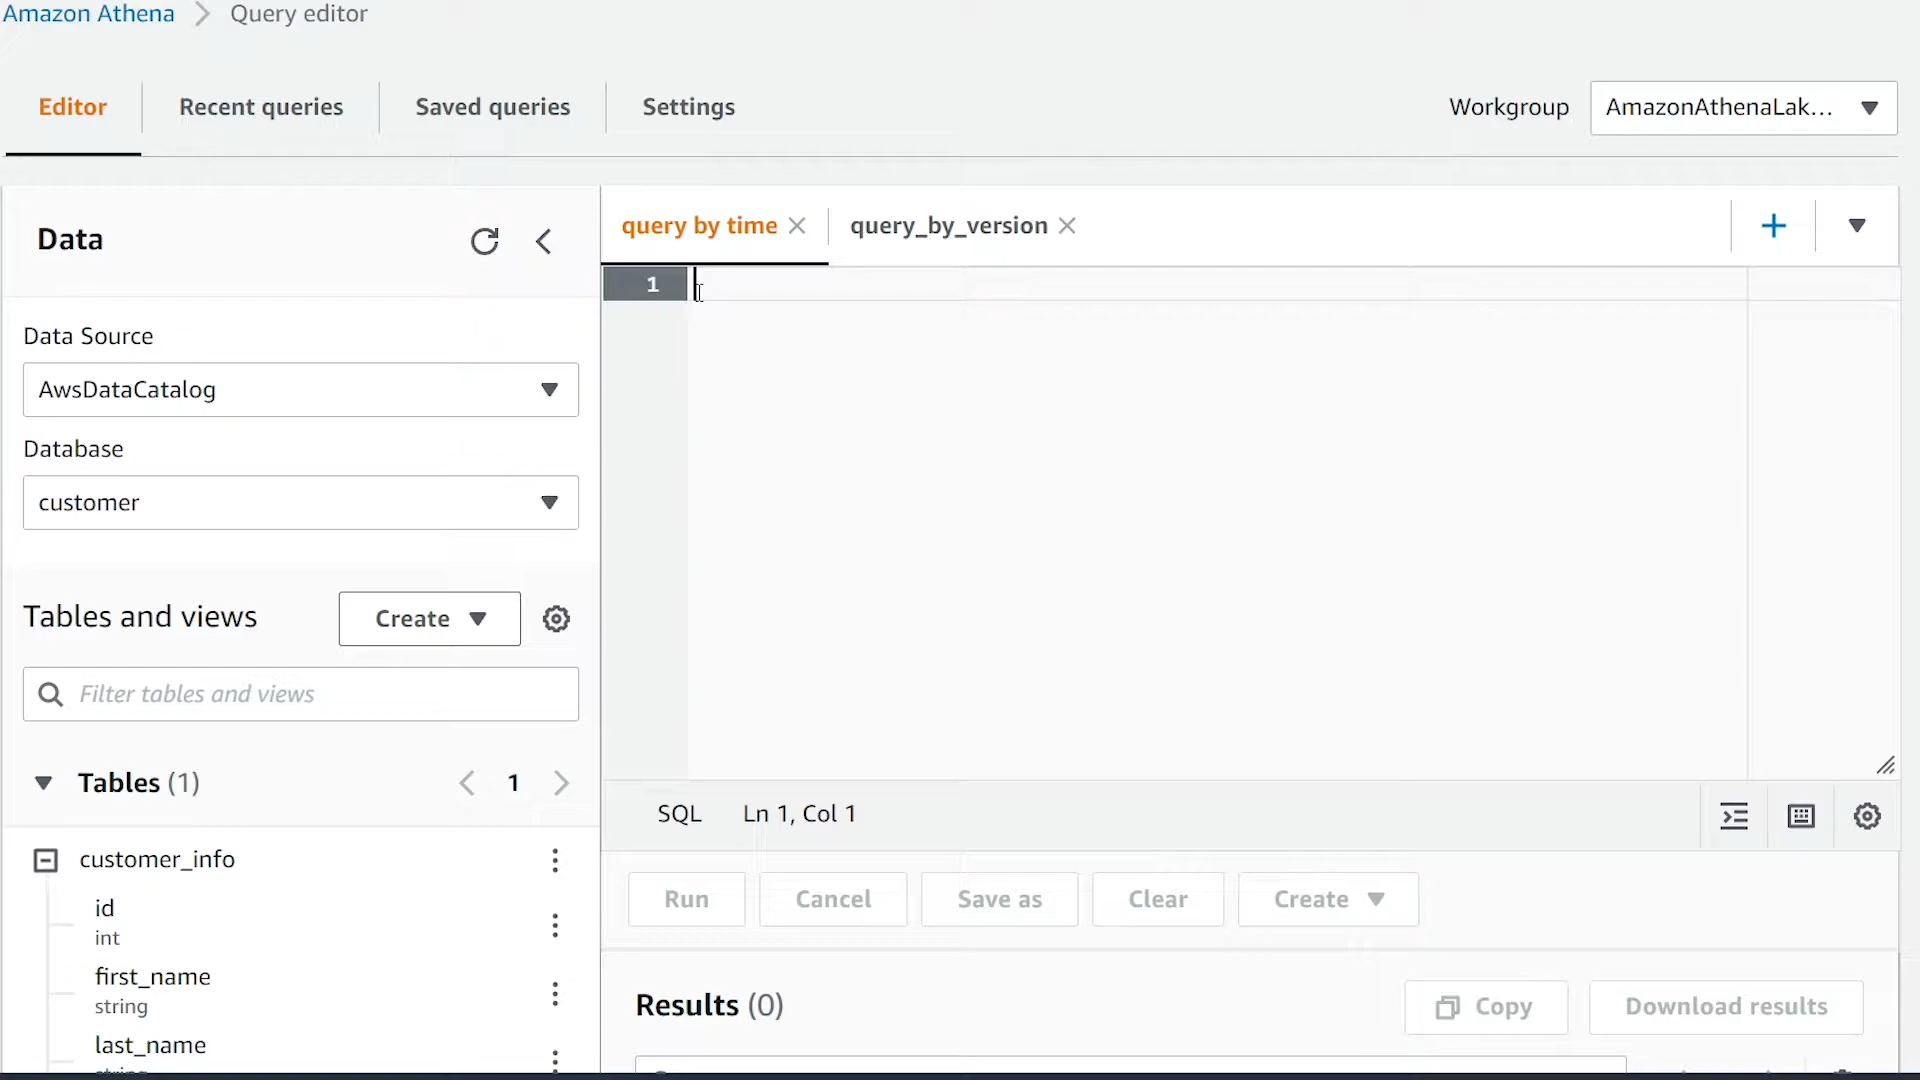 Amazon Athena > Query editor
Editor
Recent queries
Saved queries
Settings
Workgroup
AmazonAthenaLak...
Data
query by time
query_by_version
1
Data Source
AwsDataCatalog
Database
customer
Tables and views
Create
Filter tables and views
Tables (1)
1
SQL
Ln 1, Col 1
customer_info
id
int
first_name
string
last_name
Run
Cancel
Save as
Clear
Create
Results (0)
Copy
Download results